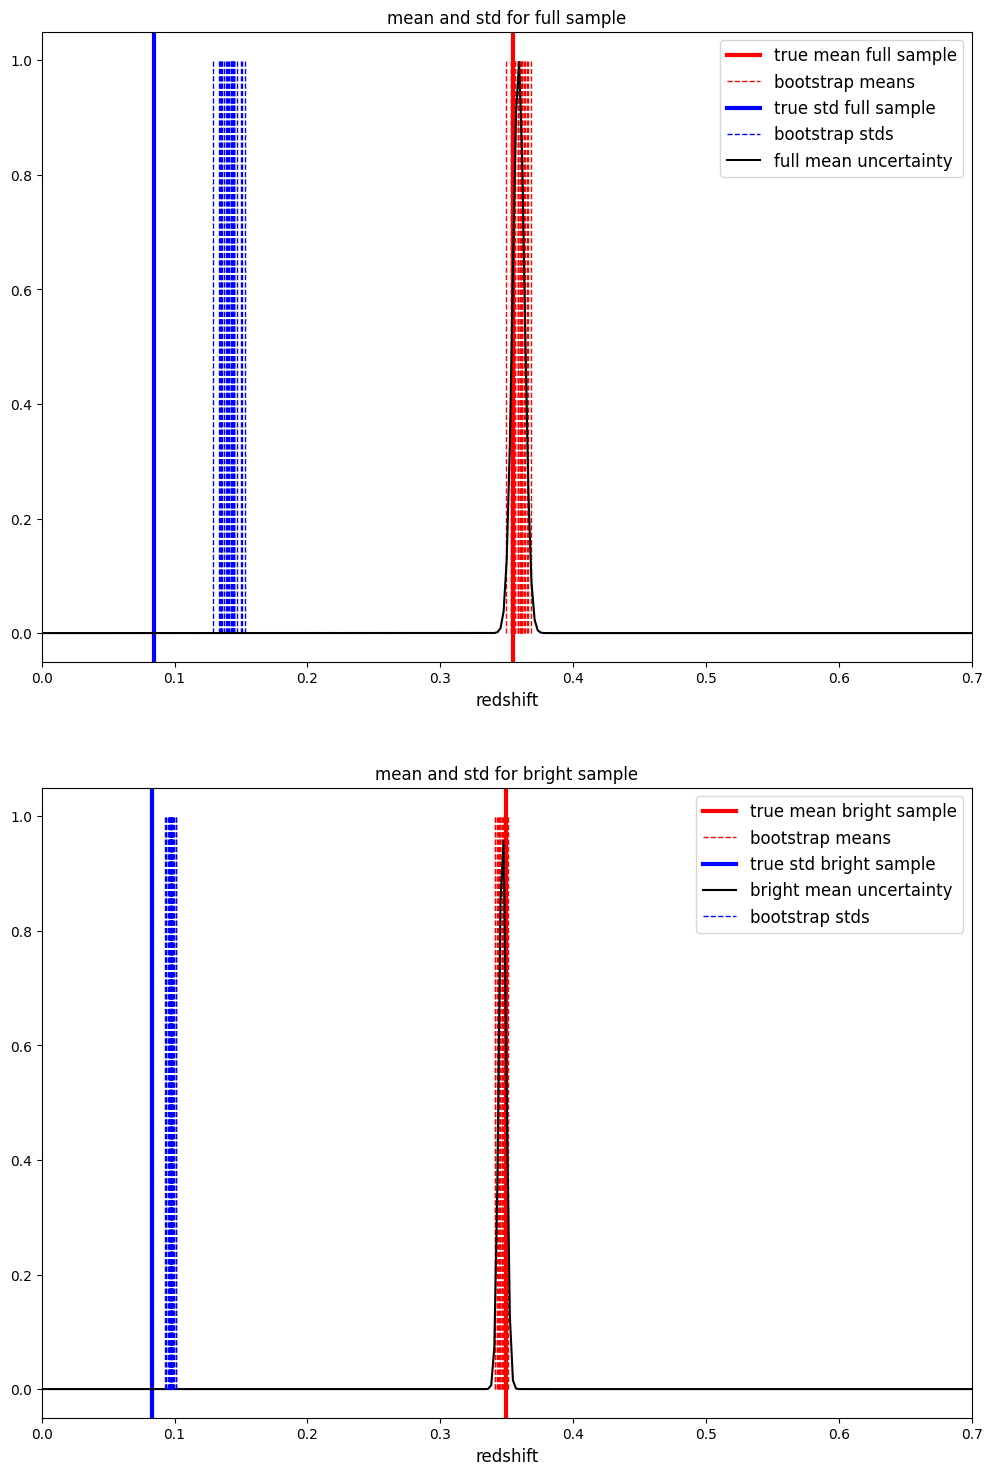 mean and std for full sample
true mean full sample
bootstrap means
true std full sample
bootstrap stds
full mean uncertainty
1.0
0.8
0.6
0.4
0.2
0.0
0.0 0.1 0.2 0.3 0.4 0.5 0.6 0.7
redshift
mean and std for bright sample
true mean bright sample
bootstrap means
true std bright sample
bright mean uncertainty
bootstrap stds
1.0
0.8
0.6
0.4
0.2
0.0
0.0 0.1 0.2 0.3 0.4 0.5 0.6 0.7
redshift